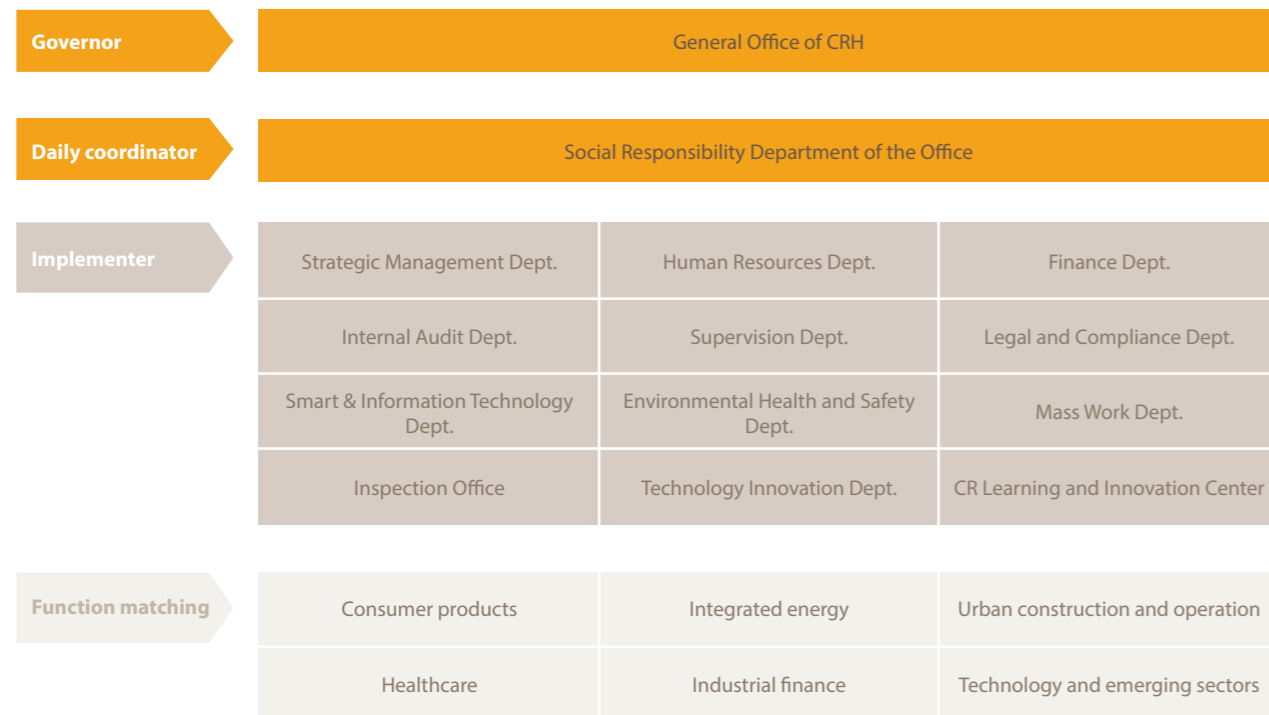 Governor
General Office of CRH
Daily coordinator
Social Responsibility Department of the Office
Implementer
Strategic Management Dept.
Human Resources Dept.
Finance Dept.
Internal Audit Dept.
Supervision Dept.
Legal and Compliance Dept.
Smart & Information Technology
Dept.
Environmental Health and Safety
Dept.
Mass Work Dept.
Inspection Office
Technology Innovation Dept.
CR Learning and Innovation Center
Function matching
Consumer products
Integrated energy
Urban construction and operation
Healthcare
Industrial finance
Technology and emerging sectors